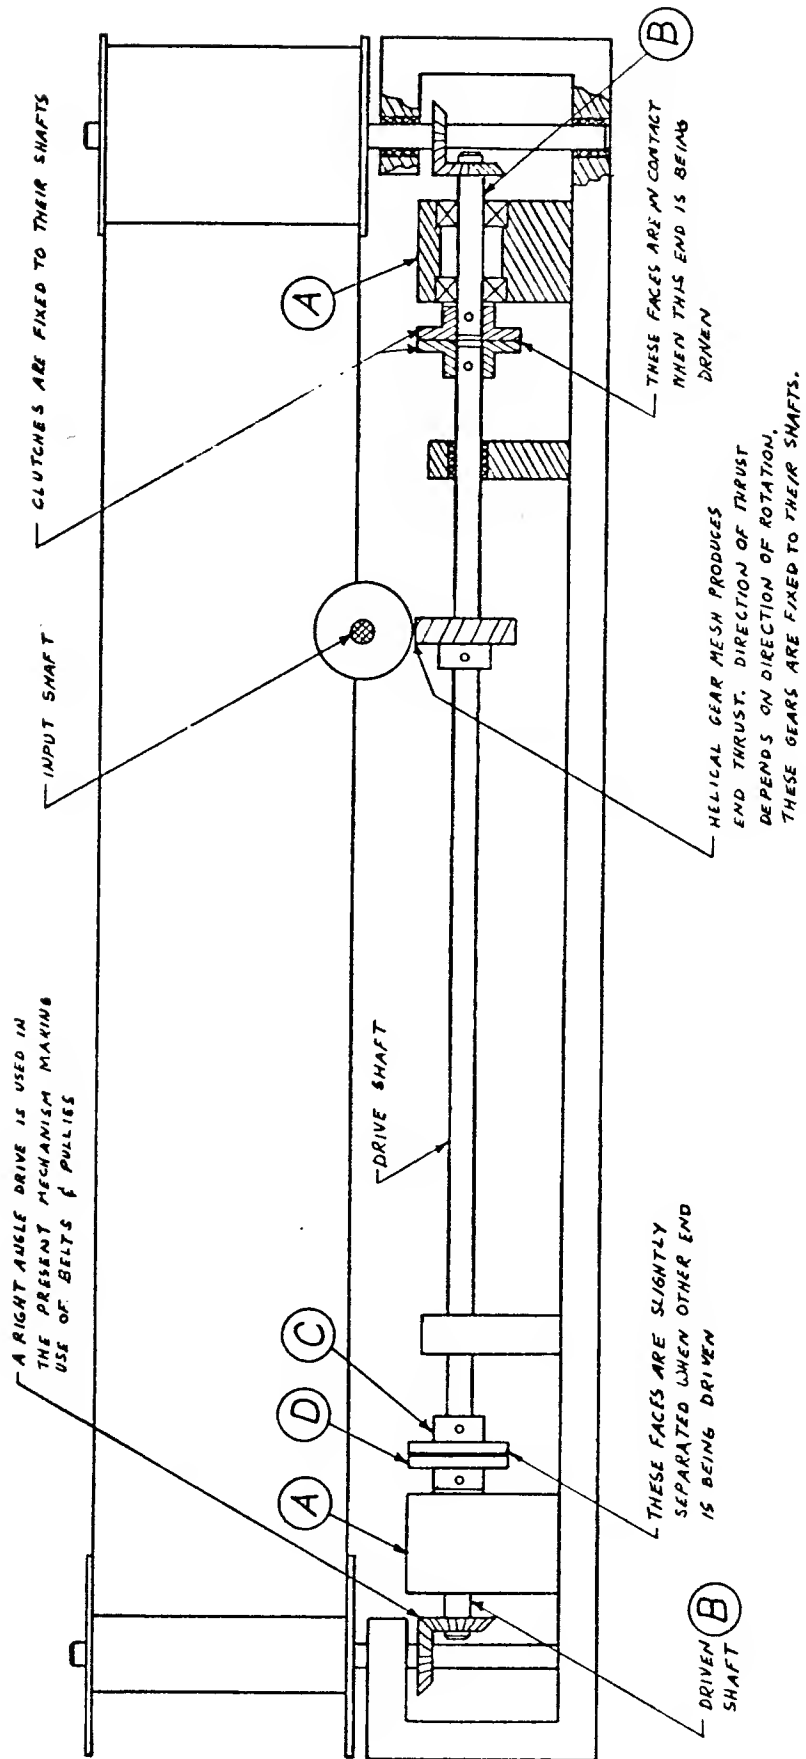 A RIGHT ANGLE DRIVE IS USED IN
THE PRESENT MECHANISM MAKING
USE OF BELTS & PULLIES
INPUT SHAFT
CLUTCHES ARE FIXED TO THEIR SHAFTS
DRIVE SHAFT
A
D
C
A
B
DRIVEN B
SHAFT
THESE FACES ARE SLIGHTLY
SEPARATED WHEN OTHER END
IS BEING DRIVEN
HELICAL GEAR MESH PRODUCES
END THRUST. DIRECTION OF THRUST
DEPENDS ON DIRECTION OF ROTATION.
THESE GEARS ARE FIXED TO THEIR SHAFTS.
THESE FACES ARE IN CONTACT
WHEN THIS END IS BEING
DRIVEN